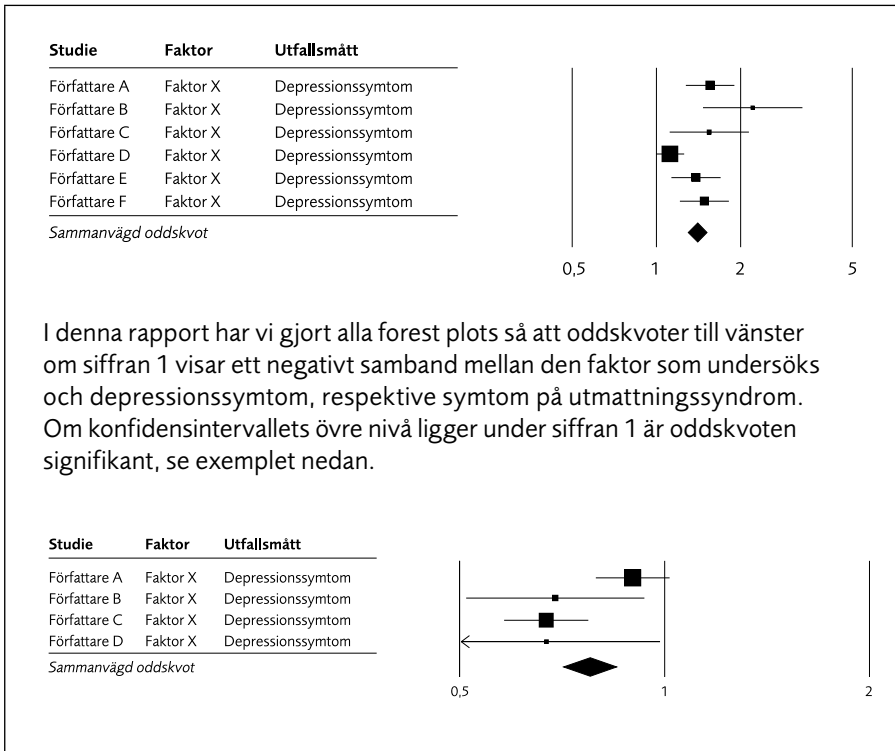 Studie Faktor Utfallsmått
Författare A Faktor X Depressionssymtom
Författare B Faktor X Depressionssymtom
Författare C Faktor X Depressionssymtom
Författare D Faktor X Depressionssymtom
Författare E Faktor X Depressionssymtom
Författare F Faktor X Depressionssymtom
Sammanvägd oddskvot
0,5 1 2 5
I denna rapport har vi gjort alla forest plots så att oddskvoter till vänster
om siffran 1 visar ett negativt samband mellan den faktor som undersöks
och depressionssymtom, respektive symtom på utmattningssyndrom.
Om konfidensintervallets övre nivå ligger under siffran 1 är oddskvoten
signifikant, se exemplet nedan.
Studie Faktor Utfallsmått
Författare A Faktor X Depressionssymtom
Författare B Faktor X Depressionssymtom
Författare C Faktor X Depressionssymtom
Författare D Faktor X Depressionssymtom
Sammanvägd oddskvot
0,5 1 2